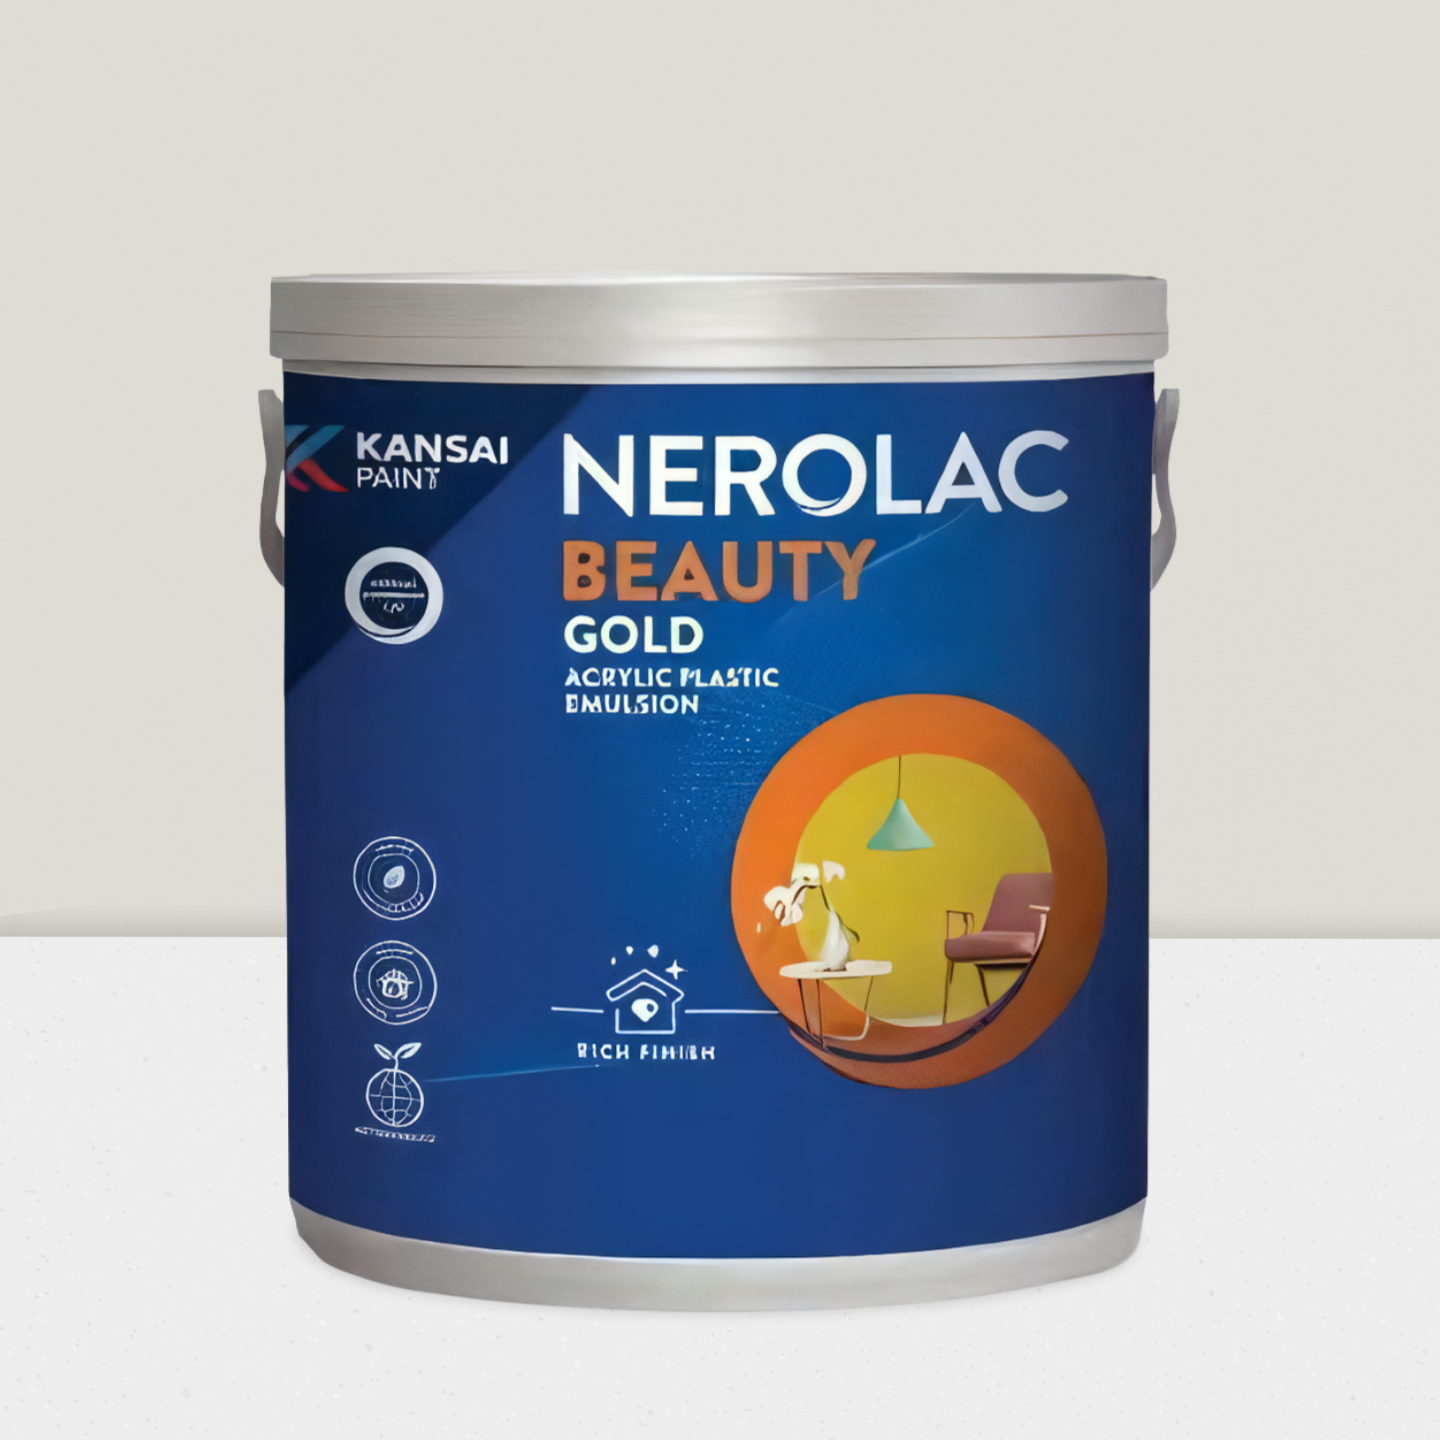 KANSAI
PAINT
NEROLAC
BEAUTY
GOLD
ACRYLIC PLASTIC
EMULSION
RICH FINISH